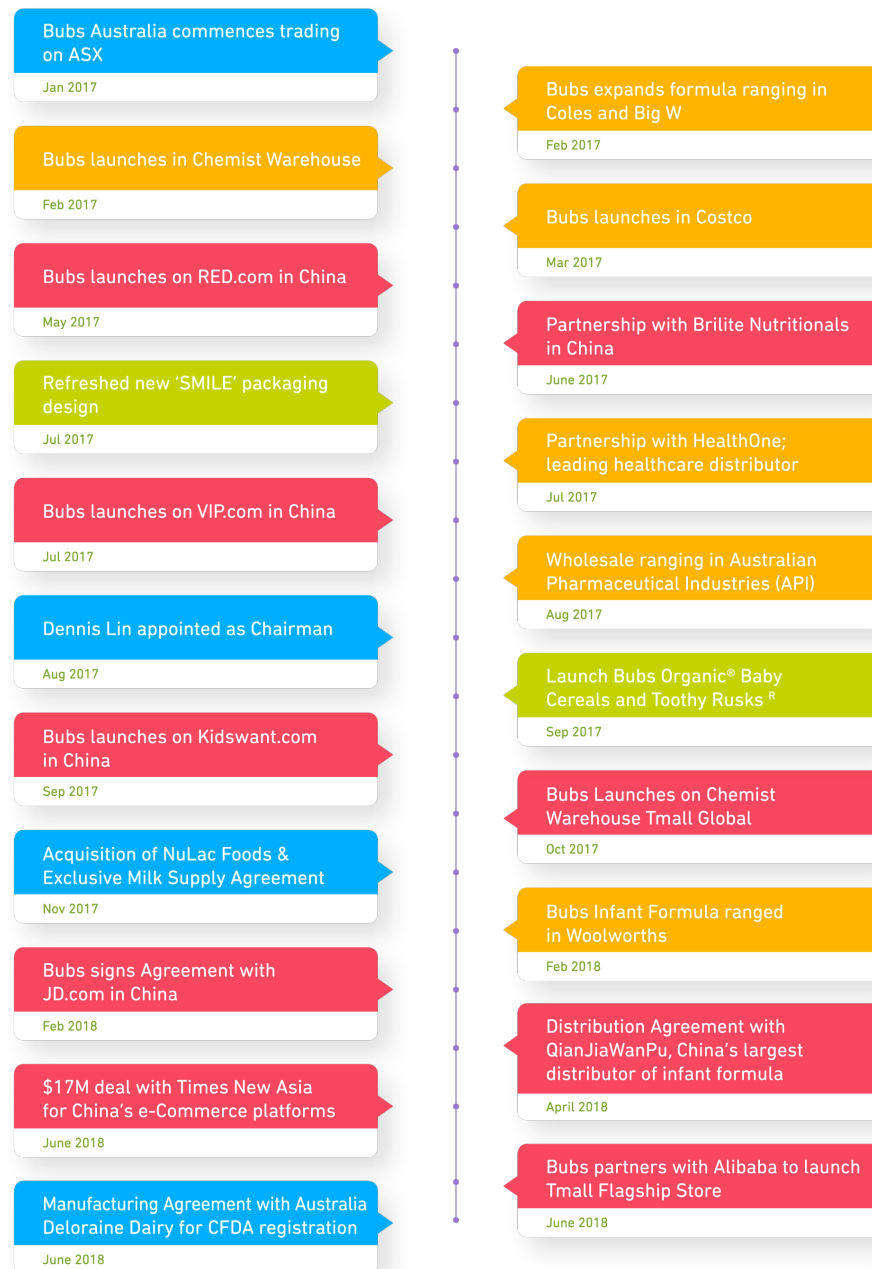 Bubs Australia commences trading
on ASX
Jan 2017
Bubs expands formula ranging in
Coles and Big W
Feb 2017
Bubs launches in Chemist Warehouse
Feb 2017
Bubs launches in Costco
Mar 2017
Bubs launches on RED.com in China
May 2017
Partnership with Brilite Nutritionals
in China
June 2017
Refreshed new ‘SMILE’ packaging
design
Jul 2017
Partnership with HealthOne;
leading healthcare distributor
Jul 2017
Bubs launches on VIP.com in China
Jul 2017
Wholesale ranging in Australian
Pharmaceutical Industries (API)
Aug 2017
Dennis Lin appointed as Chairman
Aug 2017
Launch Bubs Organic® Baby
Cereals and Toothy Rusks R
Sep 2017
Bubs launches on Kidswant.com
in China
Sep 2017
Bubs Launches on Chemist
Warehouse Tmall Global
Oct 2017
Acquisition of NuLac Foods &
Exclusive Milk Supply Agreement
Nov 2017
Bubs Infant Formula ranged
in Woolworths
Feb 2018
Bubs signs Agreement with
JD.com in China
Feb 2018
Distribution Agreement with
QianJiaWanPu, China’s largest
distributor of infant formula
April 2018
$17M deal with Times New Asia
for China’s e-Commerce platforms
June 2018
Bubs partners with Alibaba to launch
Tmall Flagship Store
June 2018
Manufacturing Agreement with Australia
Deloraine Dairy for CFDA registration
June 2018